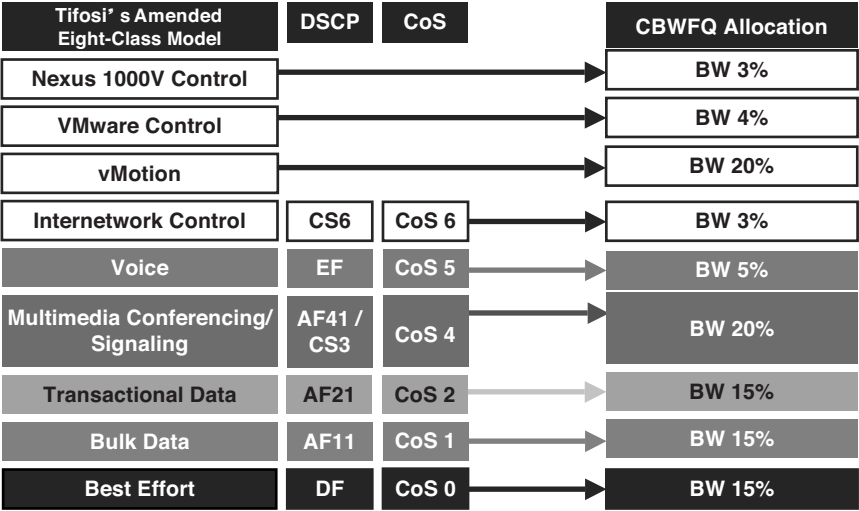 Tifosi’s Amended
Eight-Class Model
DSCP
CoS
CBWFQ Allocation
Nexus 1000V Control
BW 3%
VMware Control
BW 4%
vMotion
BW 20%
Internetwork Control
CS6
CoS 6
BW 3%
Voice
EF
CoS 5
BW 5%
Multimedia Conferencing/
Signaling
AF41 /
CS3
CoS 4
BW 20%
Transactional Data
AF21
CoS 2
BW 15%
Bulk Data
AF11
CoS 1
BW 15%
Best Effort
DF
CoS 0
BW 15%